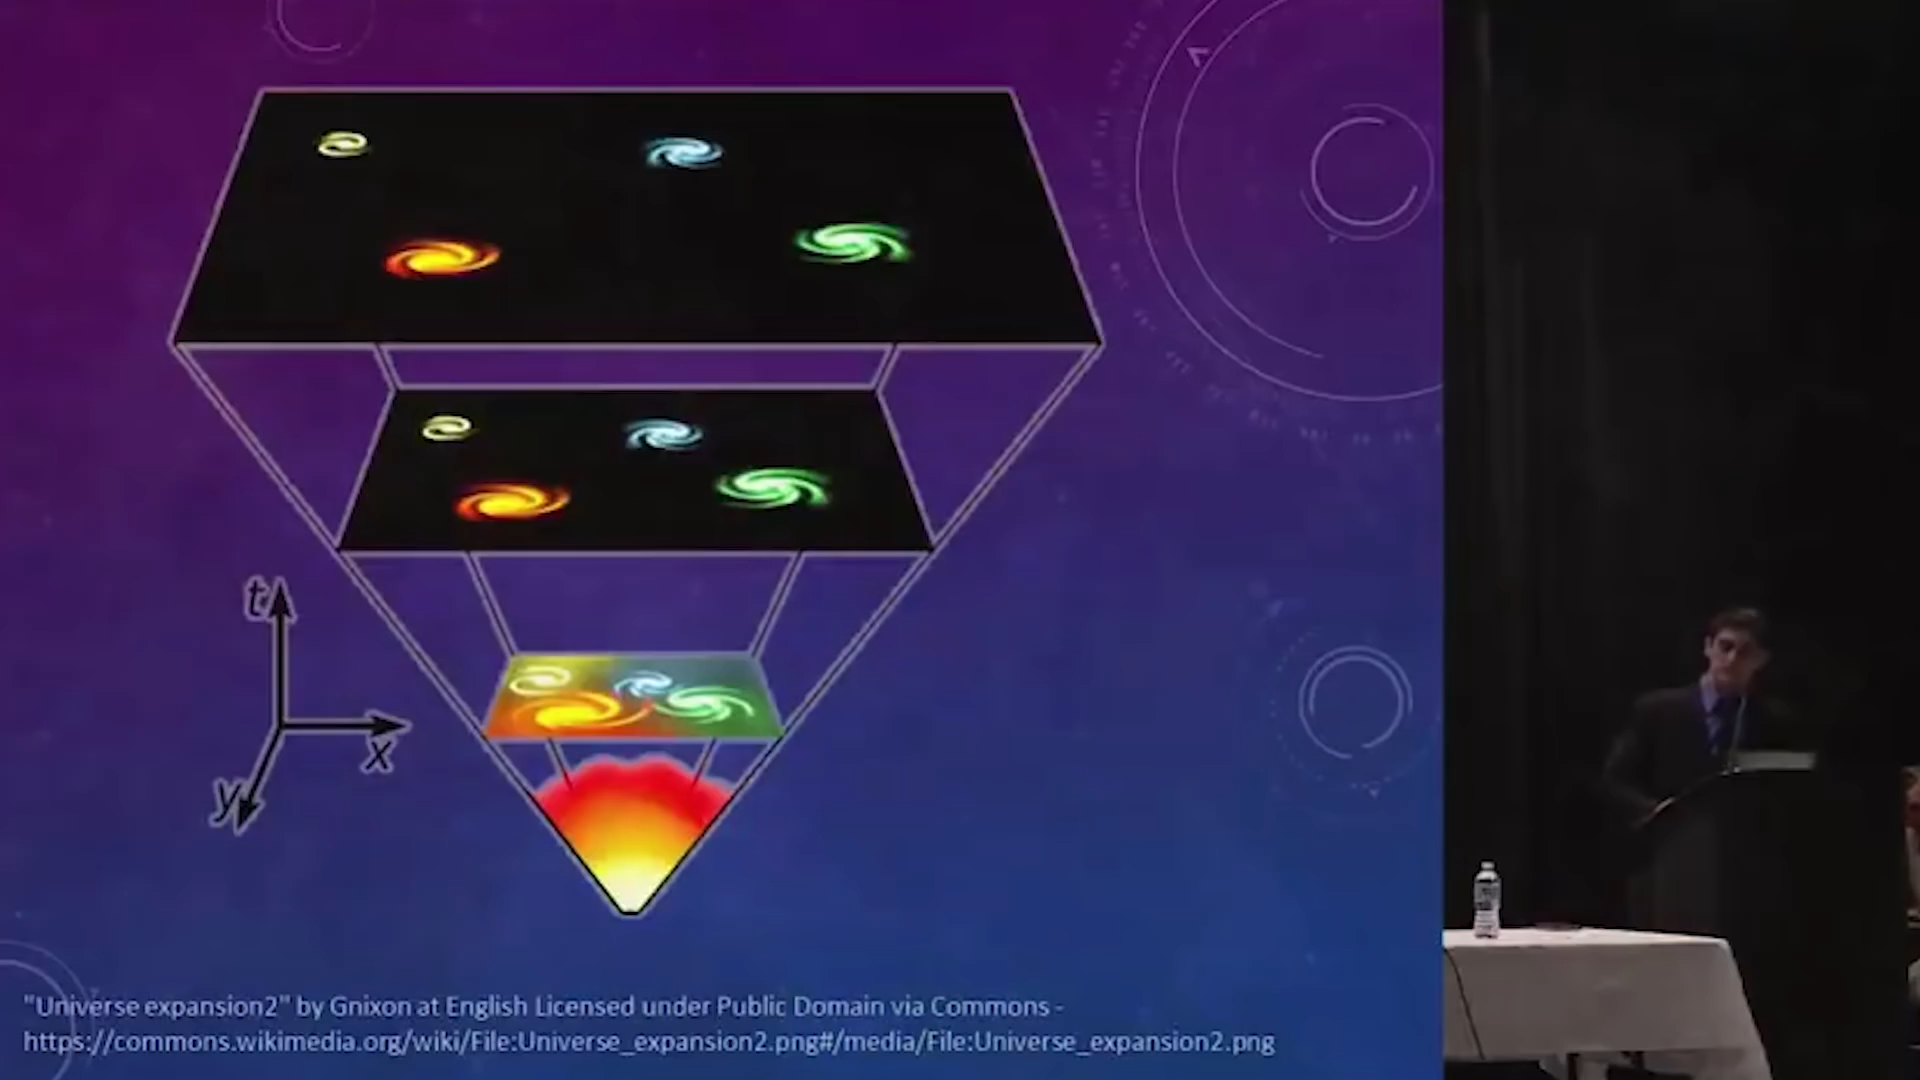 t
x
y
"Universe expansion2" by Gnixon at English Licensed under Public Domain via Commons -
https://commons.wikimedia.org/wiki/File:Universe_expansion2.png#/media/File:Universe_expansion2.png